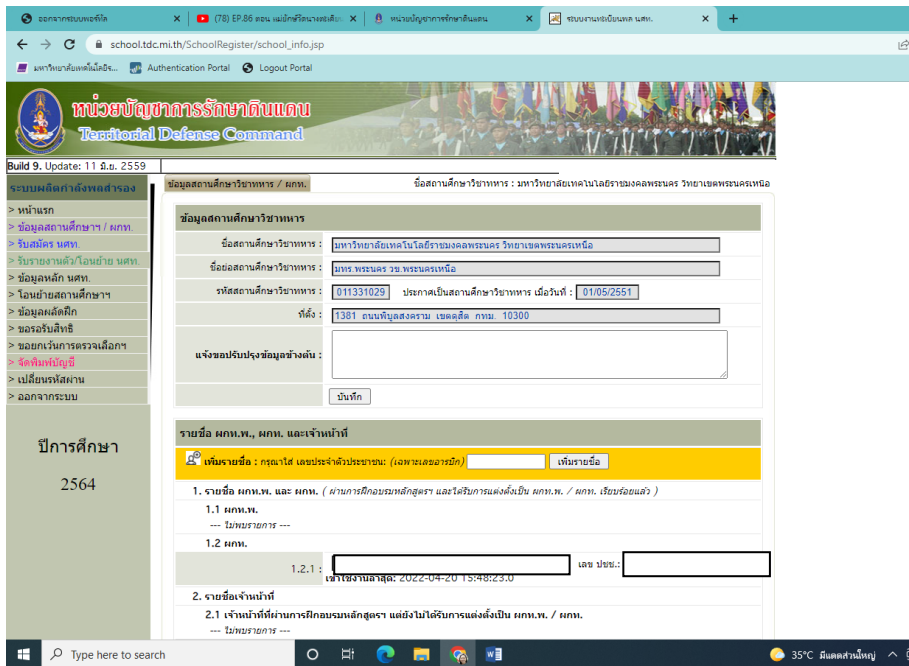 ออกจากระบบพอร์ทัล
(78) EP.86 ตอน แม่ยักษ์รีดนางสิบ
หน่วยบัญชาการรักษาดินแดน
ระบบงานทะเบียนพล นศท.
school.tdc.mi.th/SchoolRegister/school_info.jsp
มหาวิทยาลัยเทคโนโลยีร...
Authentication Portal
Logout Portal
หน่วยบัญชาการรักษาดินแดน
Territorial Defense Command
Build 9. Update: 11 มิ.ย. 2559
ระบบผลิตกำลังพลสำรอง
> หน้าแรก
> ข้อมูลสถานศึกษาฯ / ผกท.
> รับสมัคร นศท.
> รับรายงานตัว/โอนย้าย นศท.
> ข้อมูลหลัก นศท.
> โอนย้ายสถานศึกษาฯ
> ข้อมูลผลัดฝึก
> ขอรอรับสิทธิ
> ขอยกเว้นการตรวจเลือกฯ
> จัดพิมพ์บัญชี
> เปลี่ยนรหัสผ่าน
> ออกจากระบบ
ปีการศึกษา
2564
ข้อมูลสถานศึกษาวิชาทหาร / ผกท.
ชื่อสถานศึกษาวิชาทหาร : มหาวิทยาลัยเทคโนโลยีราชมงคลพระนคร วิทยาเขตพระนครเหนือ
ข้อมูลสถานศึกษาวิชาทหาร
ชื่อสถานศึกษาวิชาทหาร : มหาวิทยาลัยเทคโนโลยีราชมงคลพระนคร วิทยาเขตพระนครเหนือ
ชื่อย่อสถานศึกษาวิชาทหาร : มทร.พระนคร วข.พระนครเหนือ
รหัสสถานศึกษาวิชาทหาร : 011331029 ประกาศเป็นสถานศึกษาวิชาทหาร เมื่อวันที่ : 01/05/2551
ที่ตั้ง : 1381 ถนนพิบูลสงคราม เขตดุสิต กทม. 10300
แจ้งขอปรับปรุงข้อมูลข้างต้น :
บันทึก
รายชื่อ ผกท.พ., ผกท. และเจ้าหน้าที่
เพิ่มรายชื่อ : กรุณาใส่ เลขประจำตัวประชาชน: (เฉพาะเลขอารบิก) เพิ่มรายชื่อ
1. รายชื่อ ผกท.พ. และ ผกท. ( ผ่านการฝึกอบรมหลักสูตรฯ และได้รับการแต่งตั้งเป็น ผกท.พ. / ผกท. เรียบร้อยแล้ว )
1.1 ผกท.พ.
--- ไม่พบรายการ ---
1.2 ผกท.
1.2.1 : เลข ปชช.:
เข้าใช้งานล่าสุด: 2022-04-20 15:48:23.0
2. รายชื่อเจ้าหน้าที่
2.1 เจ้าหน้าที่ที่ผ่านการฝึกอบรมหลักสูตรฯ แต่ยังไม่ได้รับการแต่งตั้งเป็น ผกท.พ. / ผกท.
--- ไม่พบรายการ ---
Type here to search
35°C มีแดดส่วนใหญ่